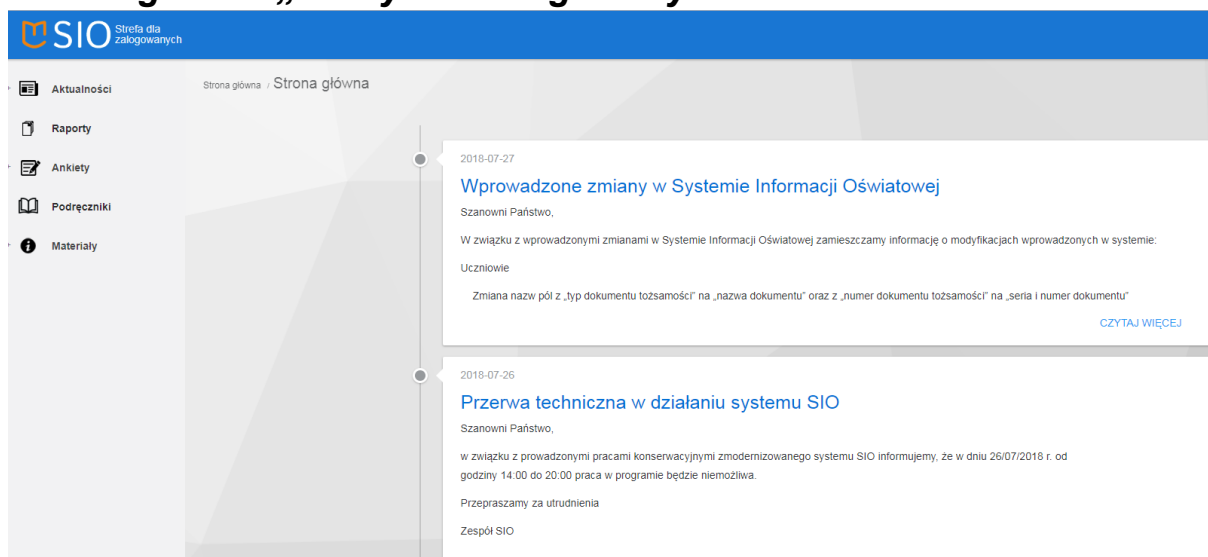 SIO Strefa dla
zalogowanych
Aktualności
Raporty
Ankiety
Podręczniki
Materiały
Strona główna / Strona główna
2018-07-27
Wprowadzone zmiany w Systemie Informacji Oświatowej
Szanowni Państwo,
W związku z wprowadzonymi zmianami w Systemie Informacji Oświatowej zamieszczamy informację o modyfikacjach wprowadzonych w systemie:
Uczniowie
Zmiana nazw pól z „typ dokumentu tożsamości” na „nazwa dokumentu” oraz z „numer dokumentu tożsamości” na „seria i numer dokumentu”
CZYTAJ WIĘCEJ
2018-07-26
Przerwa techniczna w działaniu systemu SIO
Szanowni Państwo,
w związku z prowadzonymi pracami konserwacyjnymi zmodernizowanego systemu SIO informujemy, że w dniu 26/07/2018 r. od
godziny 14:00 do 20:00 praca w programie będzie niemożliwa.
Przepraszamy za utrudnienia
Zespół SIO